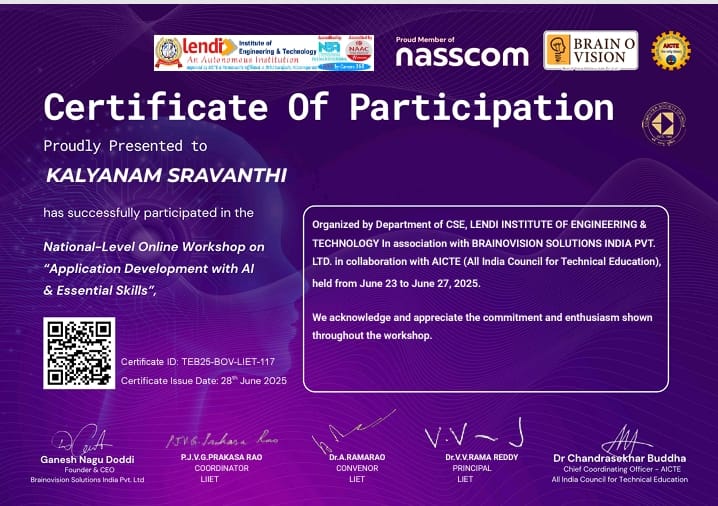 lendi
Institute of
Engineering & Technology
An Autonomous Institution
Accredited by
NBA
Accredited by
NAAC
Proud Member of
nasscom
BRAIN O
VISION
AICTE
Certificate Of Participation
Proudly Presented to
KALYANAM SRAVANTHI
has successfully participated in the
National-Level Online Workshop on
“Application Development with AI
& Essential Skills”,
Organized by Department of CSE, LENDI INSTITUTE OF ENGINEERING &
TECHNOLOGY In association with BRAINOVISION SOLUTIONS INDIA PVT.
LTD. in collaboration with AICTE (All India Council for Technical Education),
held from June 23 to June 27, 2025.
We acknowledge and appreciate the commitment and enthusiasm shown
throughout the workshop.
Certificate ID: TEB25-BOV-LIET-117
Certificate Issue Date: 28th June 2025
P.J.V.G. Prakasa Rao
Ganesh Nagu Doddi
Founder & CEO
Brainovision Solutions India Pvt. Ltd
P.J.V.G.PRAKASA RAO
COORDINATOR
LIIET
Dr.A.RAMARAO
CONVENOR
LIET
Dr.V.V.RAMA REDDY
PRINCIPAL
LIET
Dr Chandrasekhar Buddha
Chief Coordinating Officer – AICTE
All India Council for Technical Education